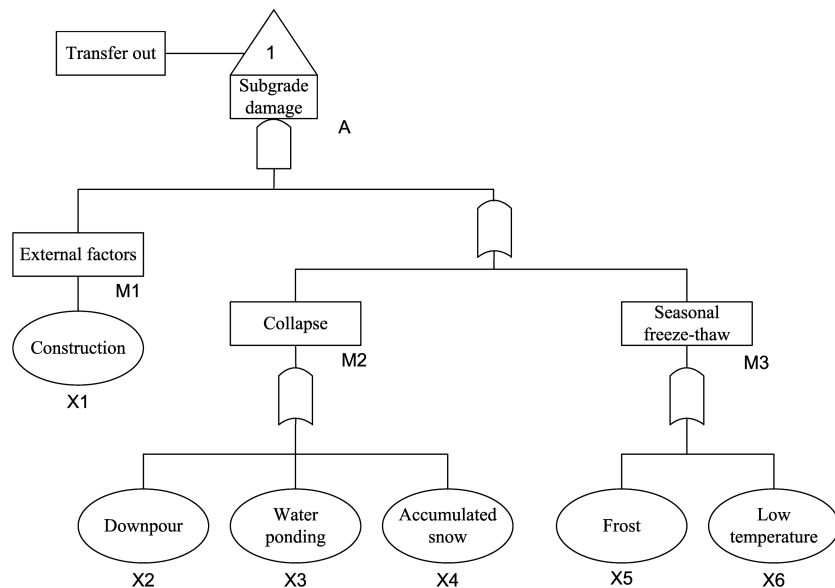 Transfer out
1
Subgrade
damage
A
External factors
M1
Construction
X1
Collapse
M2
Seasonal
freeze-thaw
M3
Downpour
X2
Water
ponding
X3
Accumulated
snow
X4
Frost
X5
Low
temperature
X6